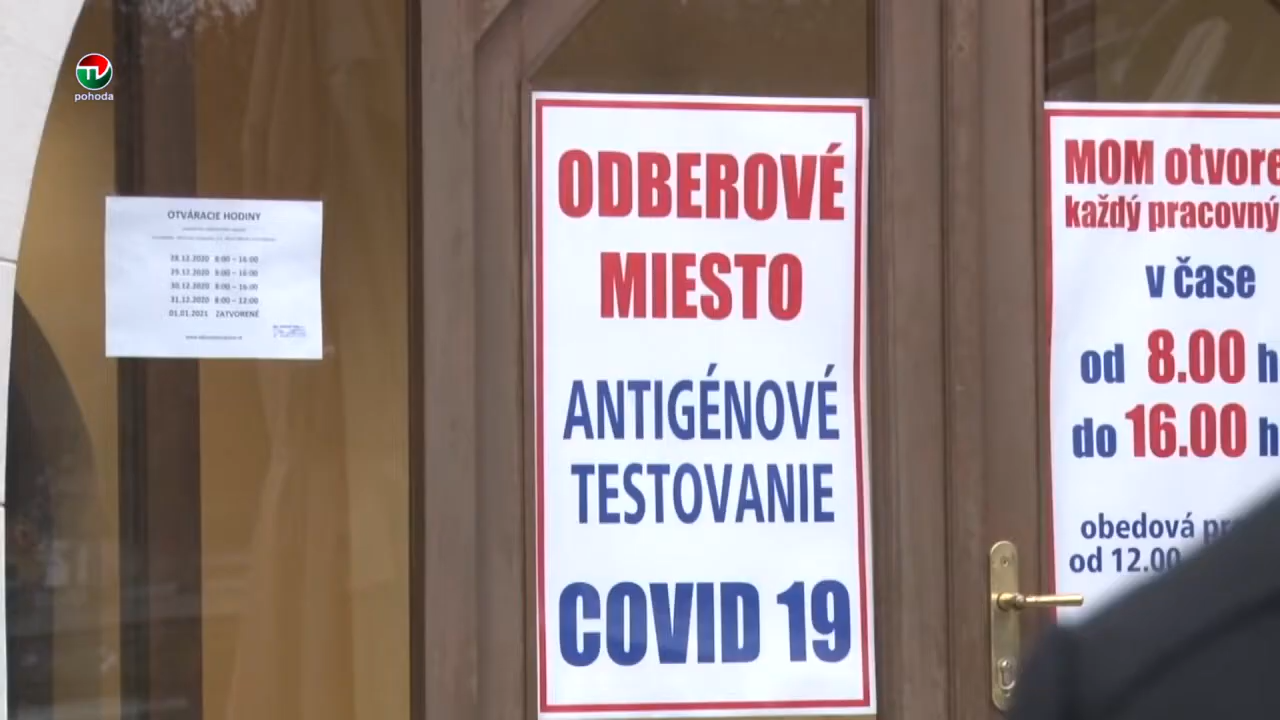 TV
pohoda
OTVÁRACIE HODINY
28.12.2020 8:00 – 16:00
29.12.2020 8:00 – 16:00
30.12.2020 8:00 – 16:00
31.12.2020 8:00 – 12:00
01.01.2021 ZATVORENÉ
ODBEROVÉ
MIESTO
ANTIGÉNOVÉ
TESTOVANIE
COVID 19
MOM otvore
každý pracovný
v čase
od 8.00 h
do 16.00 h
obedová pr
od 12.00